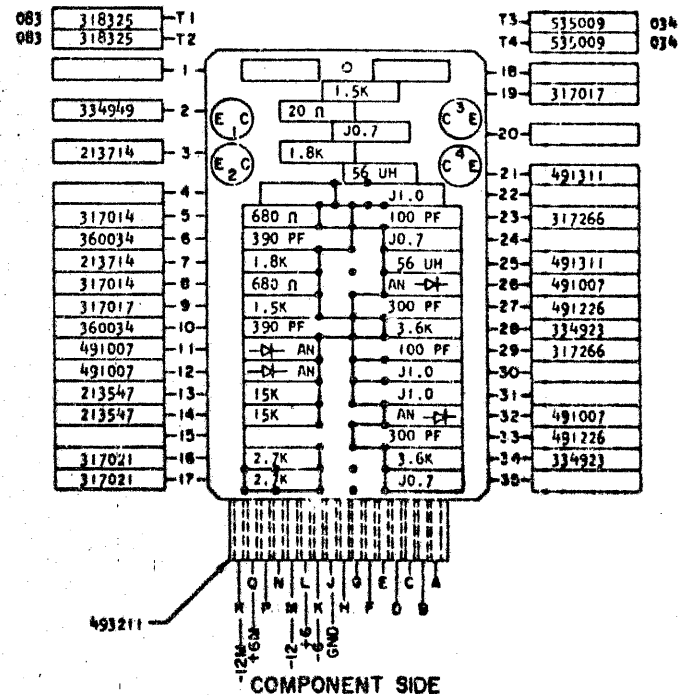 083 318325 T1 T3 535009 034
083 318325 T2 T4 535009 034
1 18
1.5K 19 317017
334949 2 E C 1 20 Ω C 3 E
J0.7 20
213714 3 E C 2 1.8K C 4 E
56 UH 21 491311
4 J1.0 22
317014 5 680 Ω 100 PF 23 317266
360034 6 390 PF J0.7 24
213714 7 1.8K 56 UH 25 491311
317014 8 680 Ω AN 26 491007
317017 9 1.5K 300 PF 27 491226
360034 10 390 PF 3.6K 28 334923
491007 11 AN 100 PF 29 317266
491007 12 AN J1.0 30
213547 13 15K J1.0 31
213547 14 15K AN 32 491007
15 300 PF 33 491226
317021 16 2.7K 3.6K 34 334923
317021 17 2.7K J0.7 35
Q N L J G E C A
R P M K H F D B
493211
-12M +6M -12 +6 -6 GND
COMPONENT SIDE